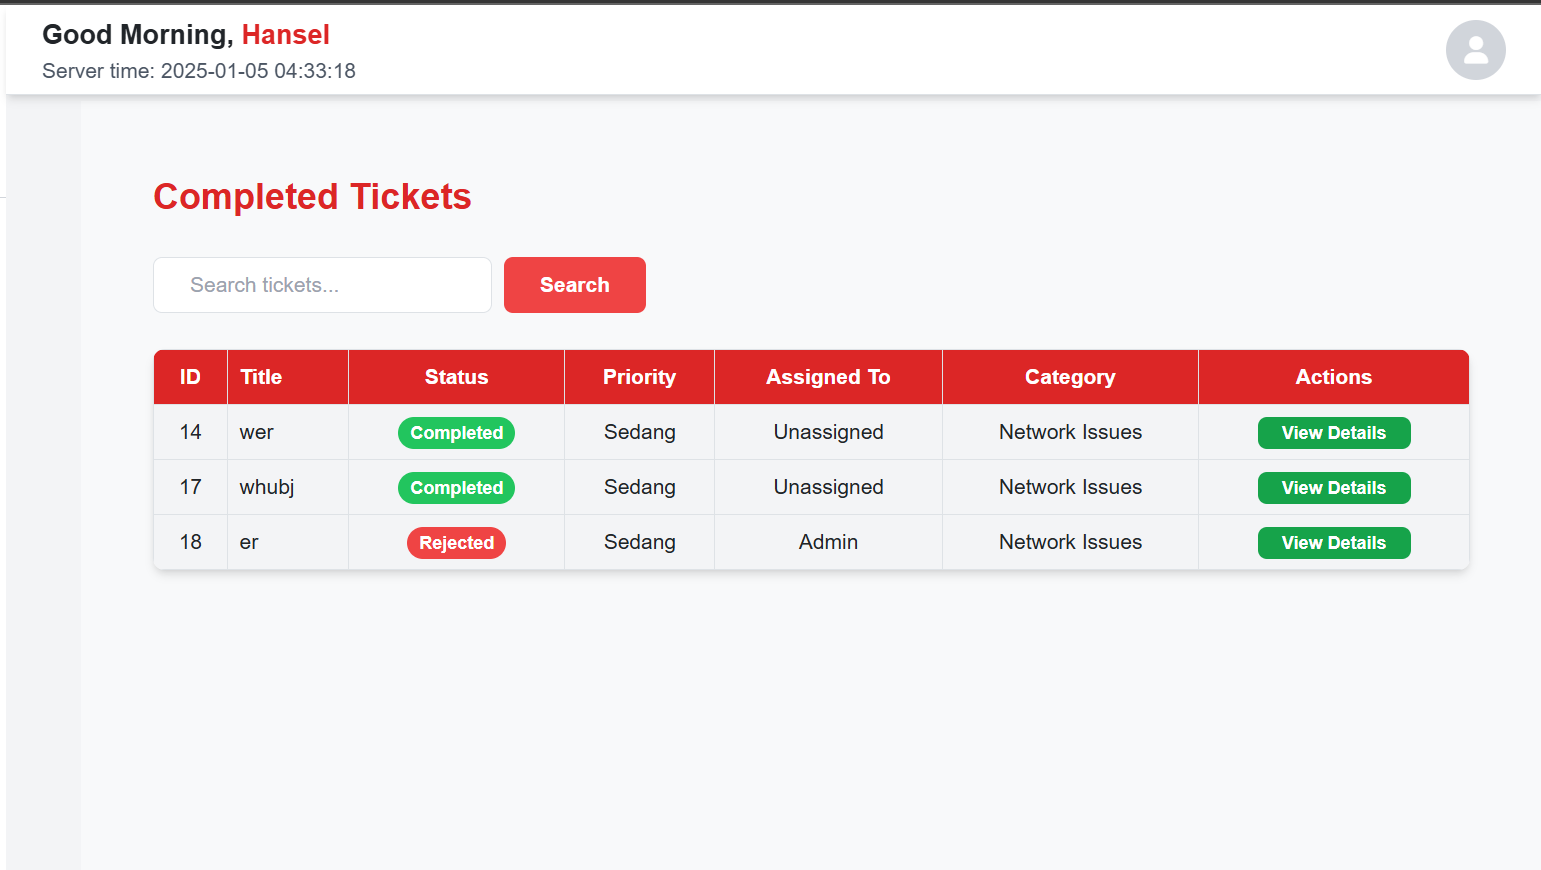 Good Morning, Hansel
Server time: 2025-01-05 04:33:18
Completed Tickets
Search tickets... Search
ID Title Status Priority Assigned To Category Actions
14 wer Completed Sedang Unassigned Network Issues View Details
17 whubj Completed Sedang Unassigned Network Issues View Details
18 er Rejected Sedang Admin Network Issues View Details